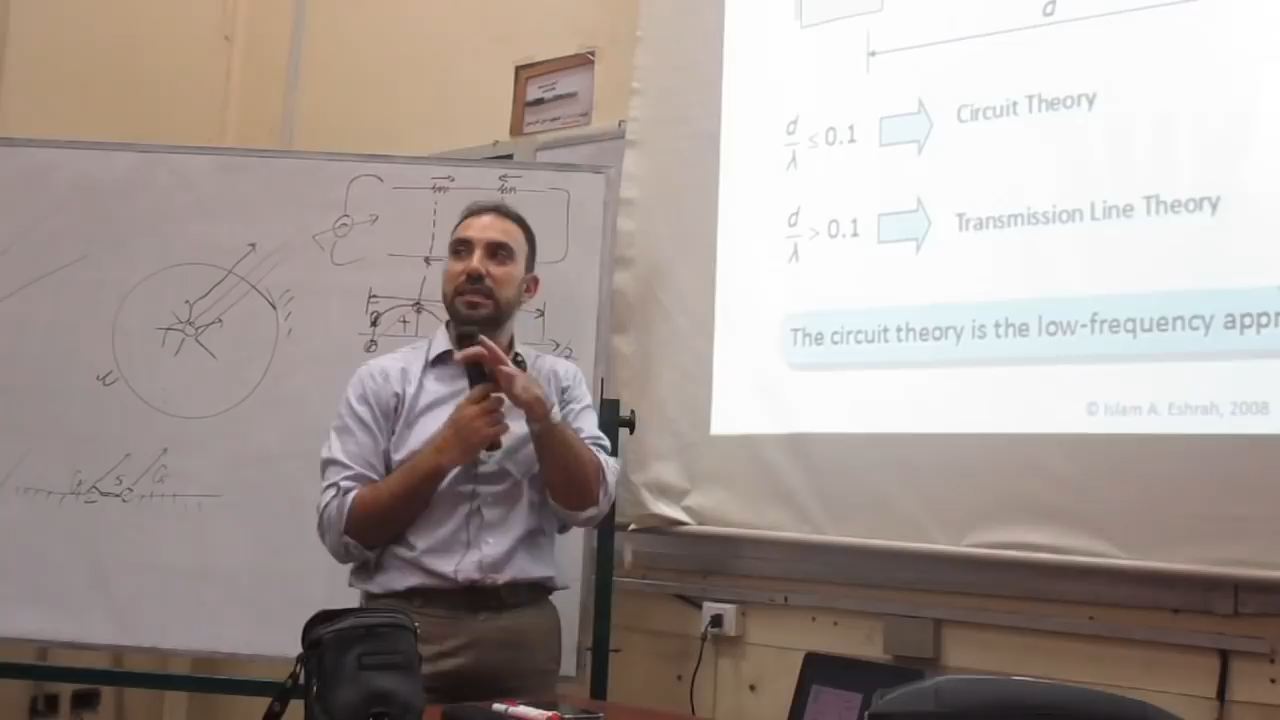 d
d/λ ≤ 0.1
Circuit Theory
d/λ > 0.1
Transmission Line Theory
The circuit theory is the low-frequency appr
© Islam A. Eshrah, 2008